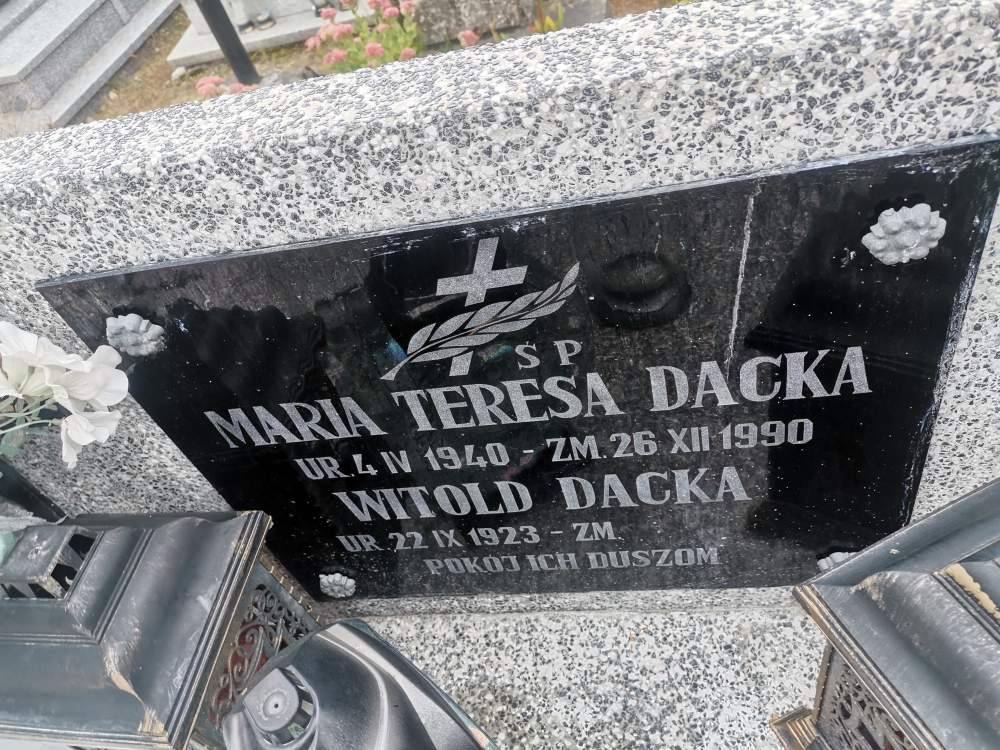 S P
MARIA TERESA DACKA
UR. 4 IV 1940 - ZM. 26 XII 1990
WITOLD DACKA
UR 22 IX 1923 - ZM.
POKÓJ ICH DUSZOM